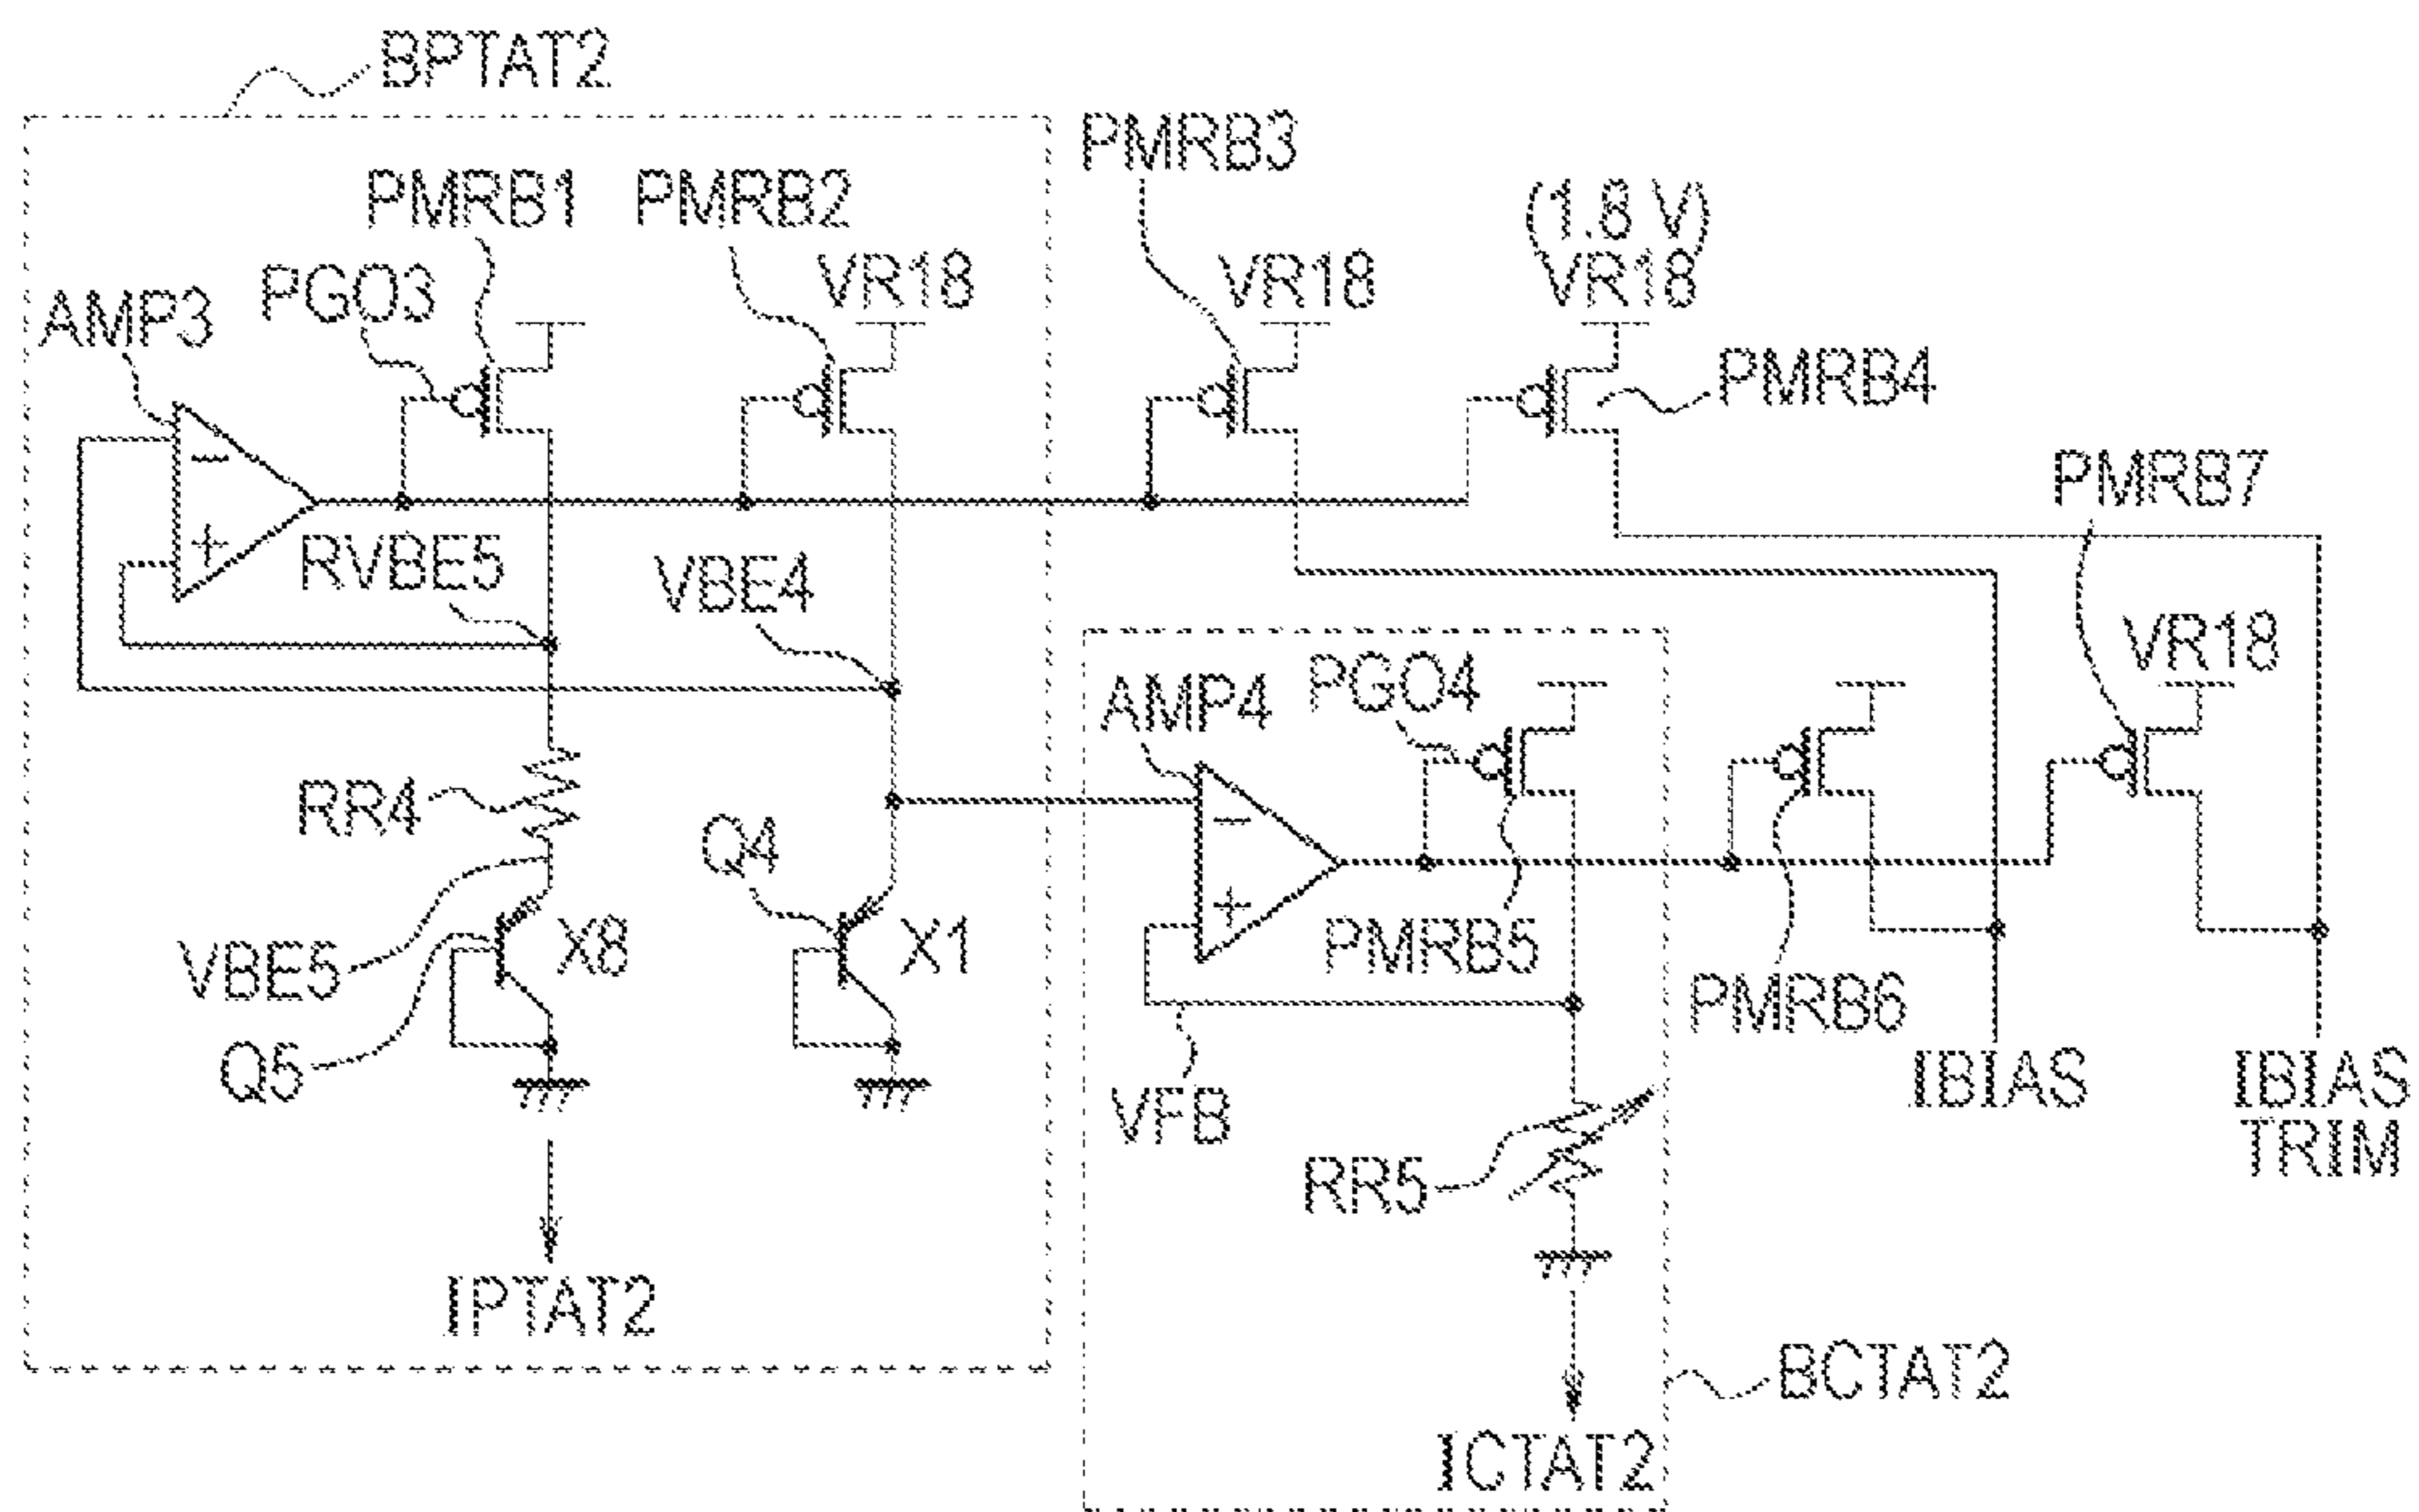 BPTAT2
PMRB3
PMRB1
PMRB2
(1.8 V)
PGO3
VR18
VR18
VR18
AMP3
PMRB4
−
PMRB7
+
RVBE5
VBE4
VR18
AMP4
PGO4
RR4
Q4
−
VBE5
X8
X1
+
PMRB5
PMRB6
Q5
VFB
IBIAS
IBIAS
TRIM
RR5
IPTAT2
BCTAT2
ICTAT2